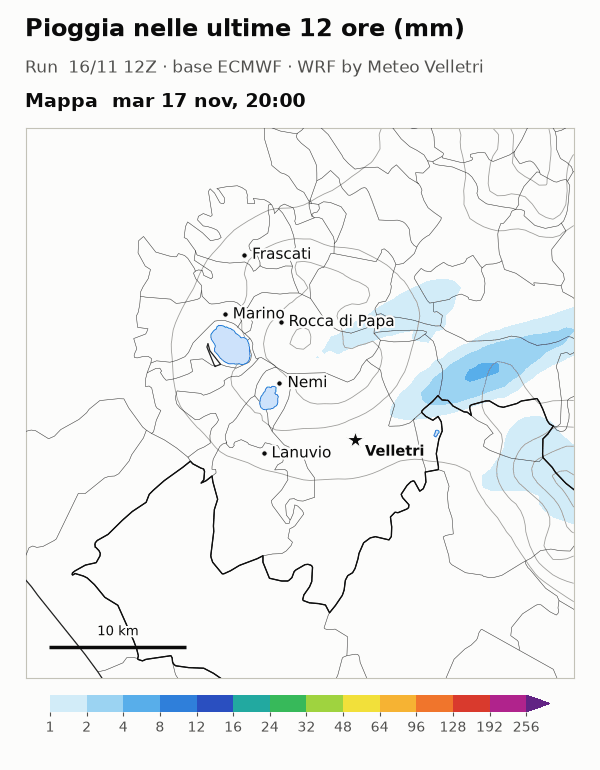 Pioggia nelle ultime 12 ore (mm)
Run  16/11 12Z · base ECMWF · WRF by Meteo Velletri
Mappa  mar 17 nov, 20:00
Frascati
Marino
Rocca di Papa
Nemi
Velletri
Lanuvio
10 km
1 2 4 8 12 16 24 32 48 64 96 128 192 256